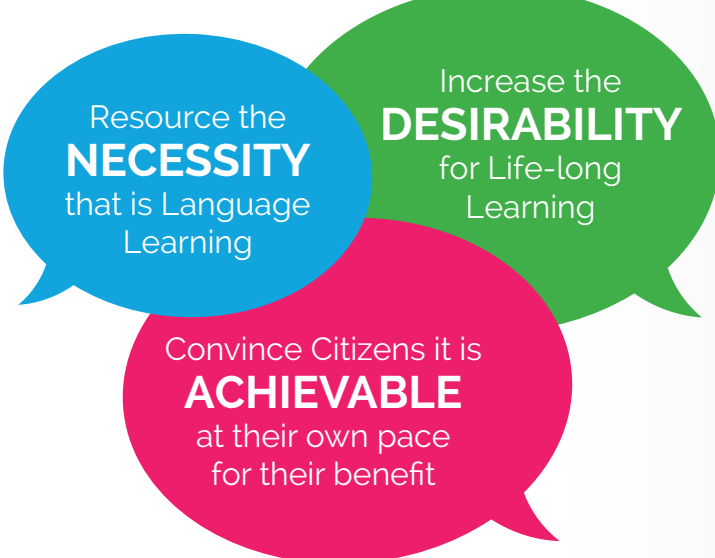 Resource the
NECESSITY
that is Language
Learning
Increase the
DESIRABILITY
for Life-long
Learning
Convince Citizens it is
ACHIEVABLE
at their own pace
for their benefit